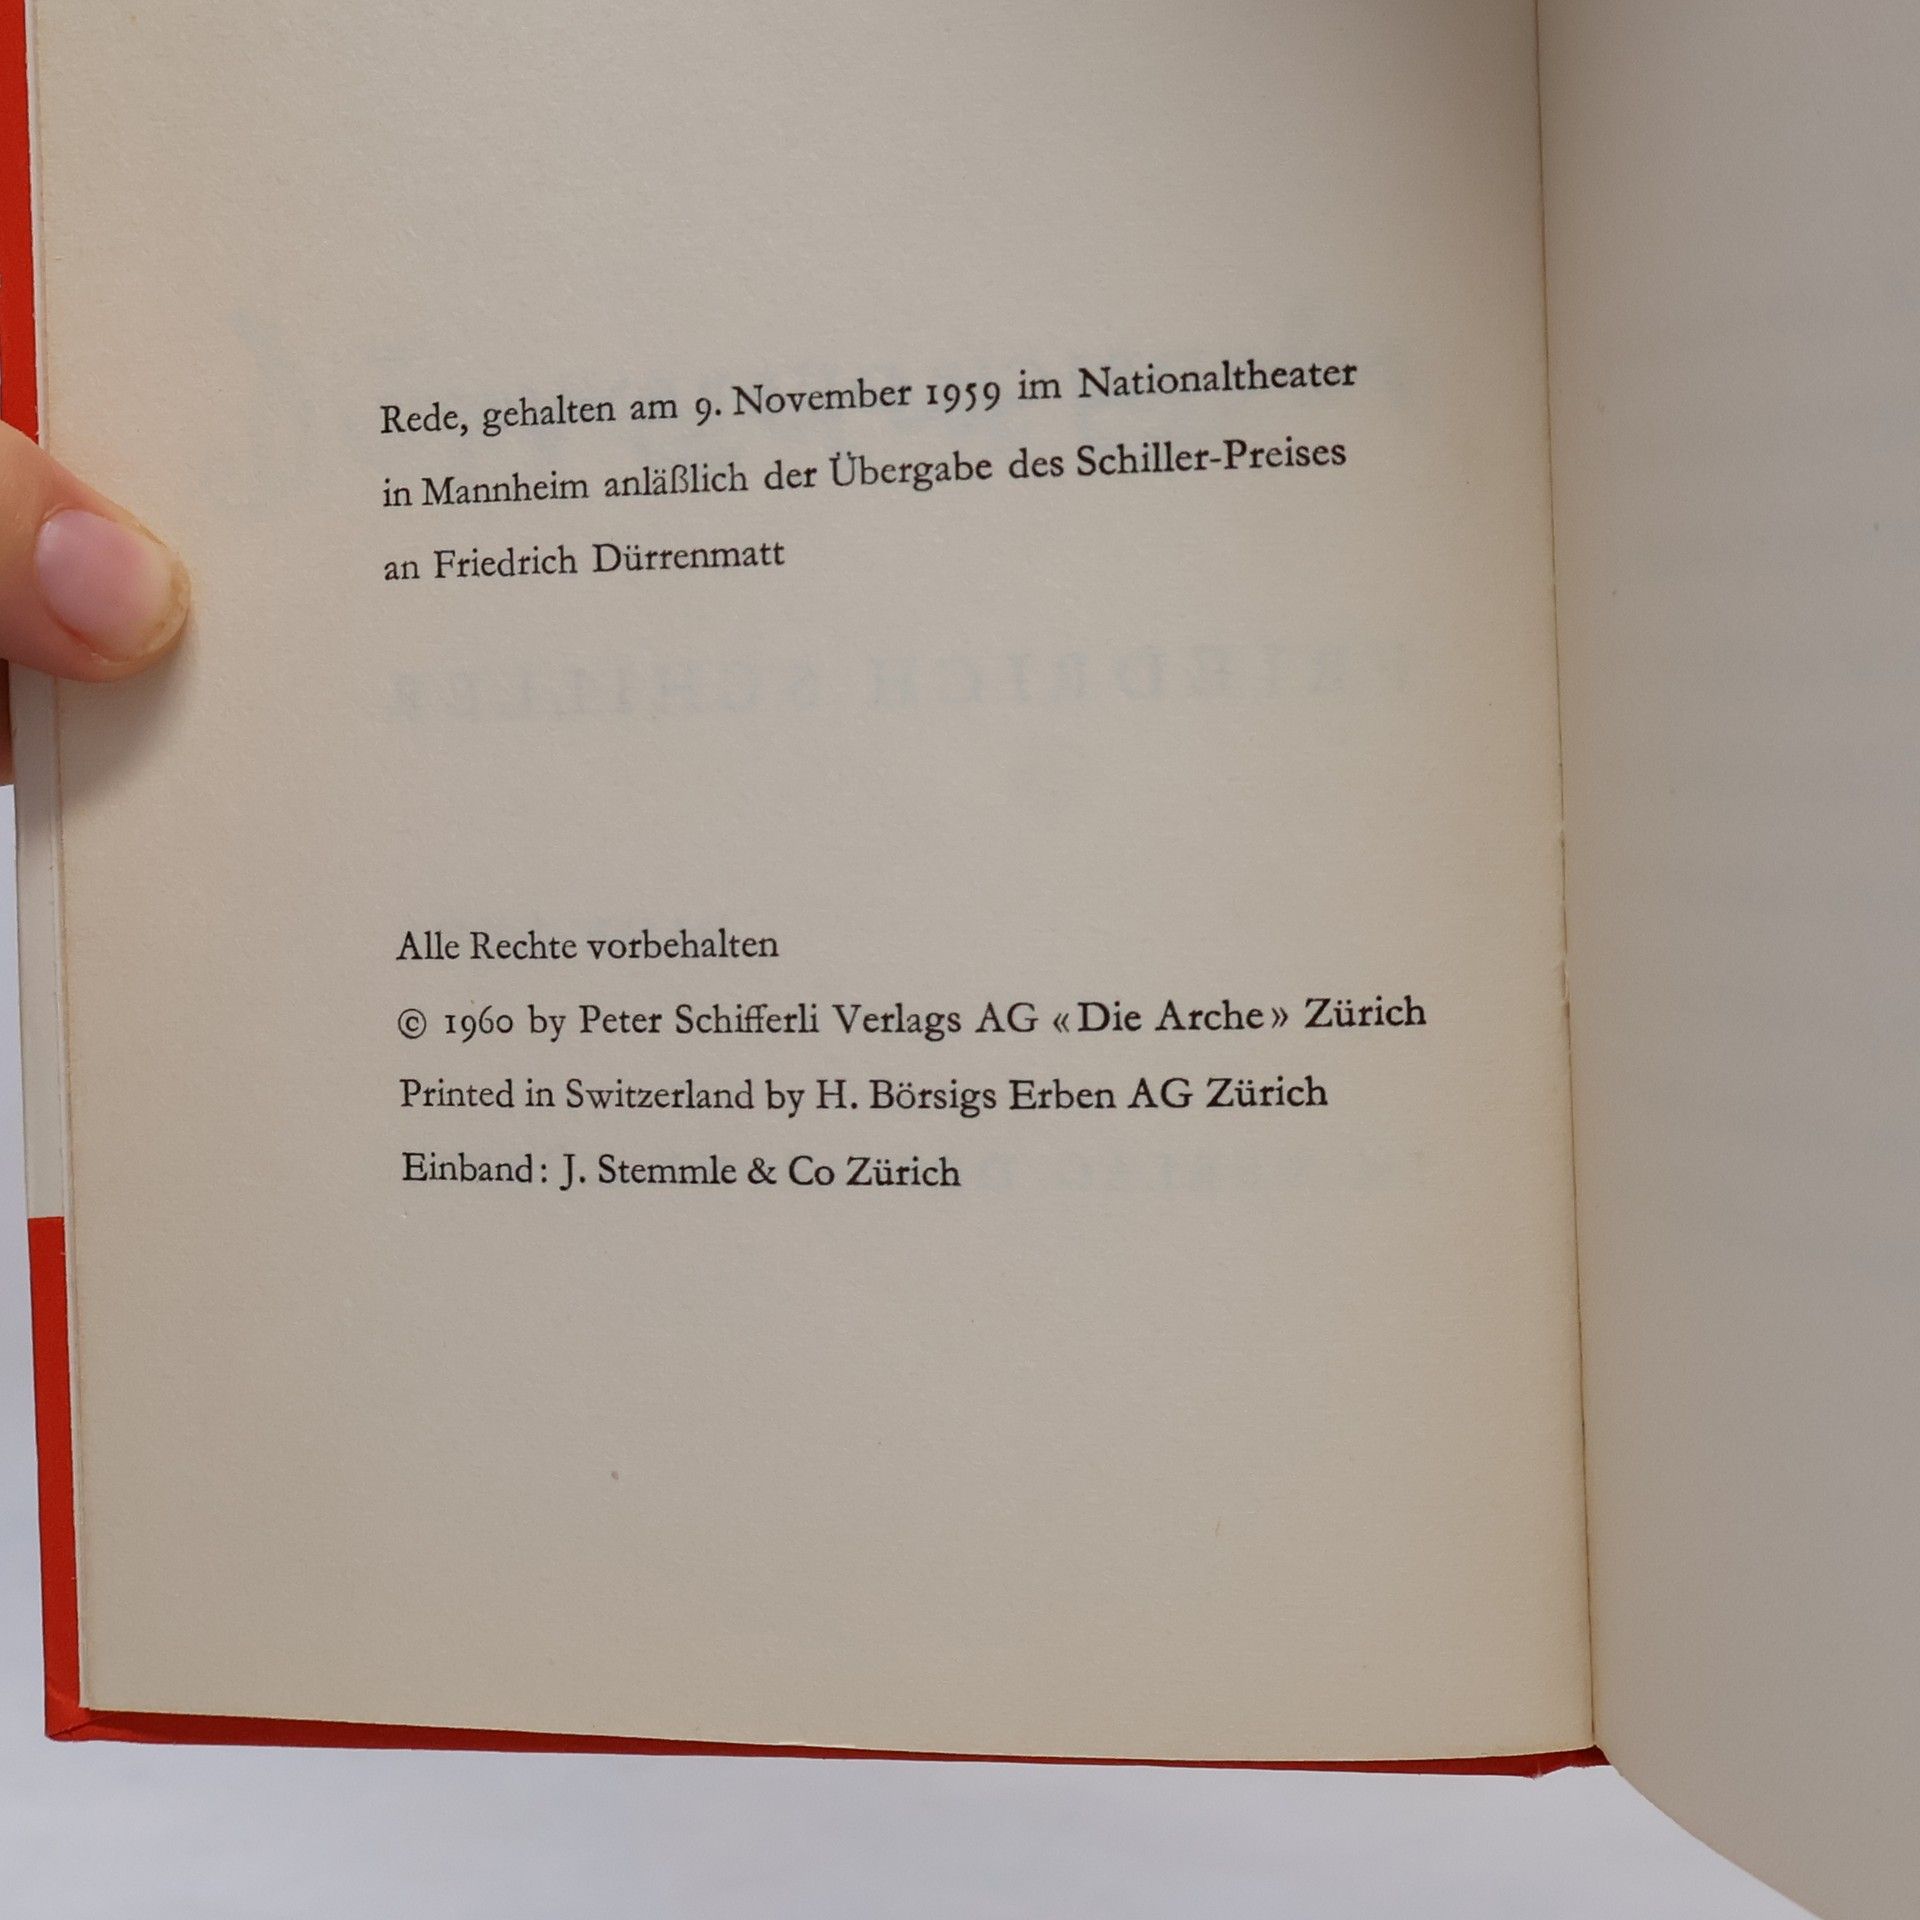 Rede, gehalten am 9. November 1959 im Nationaltheater
in Mannheim anläßlich der Übergabe des Schiller-Preises
an Friedrich Dürrenmatt
FRIEDRICH SCHILLER
Alle Rechte vorbehalten
© 1960 by Peter Schifferli Verlags AG «Die Arche» Zürich
Printed in Switzerland by H. Börsigs Erben AG Zürich
Einband: J. Stemmle & Co Zürich